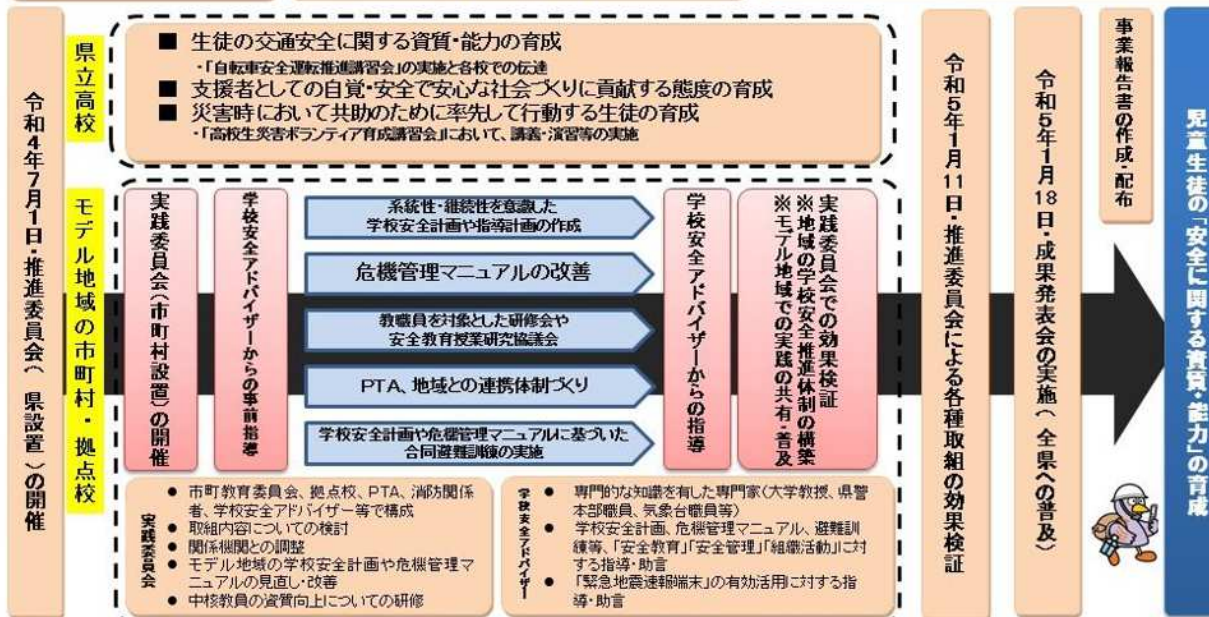 令和4年7月1日・推進委員会(県設置)の開催
県立高校
■ 生徒の交通安全に関する資質・能力の育成
・「自転車安全運転推進講習会」の実施と各校での伝達
■ 支援者としての自覚・安全で安心な社会づくりに貢献する態度の育成
■ 災害時において共助のために率先して行動する生徒の育成
・「高校生災害ボランティア育成講習会」において、講義・演習等の実施
モデル地域の市町村・拠点校
実践委員会(市町村設置)の開催
学校安全アドバイザーからの事前指導
系統性・継続性を意識した
学校安全計画や指導計画の作成
危機管理マニュアルの改善
教職員を対象とした研修会や
安全教育授業研究協議会
PTA、地域との連携体制づくり
学校安全計画や危機管理マニュアルに基づいた
合同避難訓練の実施
学校安全アドバイザーからの指導
実践委員会での効果検証
※地域の学校安全推進体制の構築
※モデル地域での実践の共有・普及
実践委員会
● 市町教育委員会、拠点校、PTA、消防関係
者、学校安全アドバイザー等で構成
● 取組内容についての検討
● 関係機関との調整
● モデル地域の学校安全計画や危機管理マ
ニュアルの見直し・改善
● 中核教員の資質向上についての研修
学校安全アドバイザー
● 専門的な知識を有した専門家(大学教授、県警
本部職員、気象台職員等)
● 学校安全計画、危機管理マニュアル、避難訓
練等、「安全教育」「安全管理」「組織活動」に対
する指導・助言
● 「緊急地震速報端末」の有効活用に対する指
導・助言
令和5年1月11日・推進委員会による各種取組の効果検証
令和5年1月18日・成果発表会の実施(全県への普及)
事業報告書の作成・配布
児童生徒の「安全に関する資質・能力」の育成